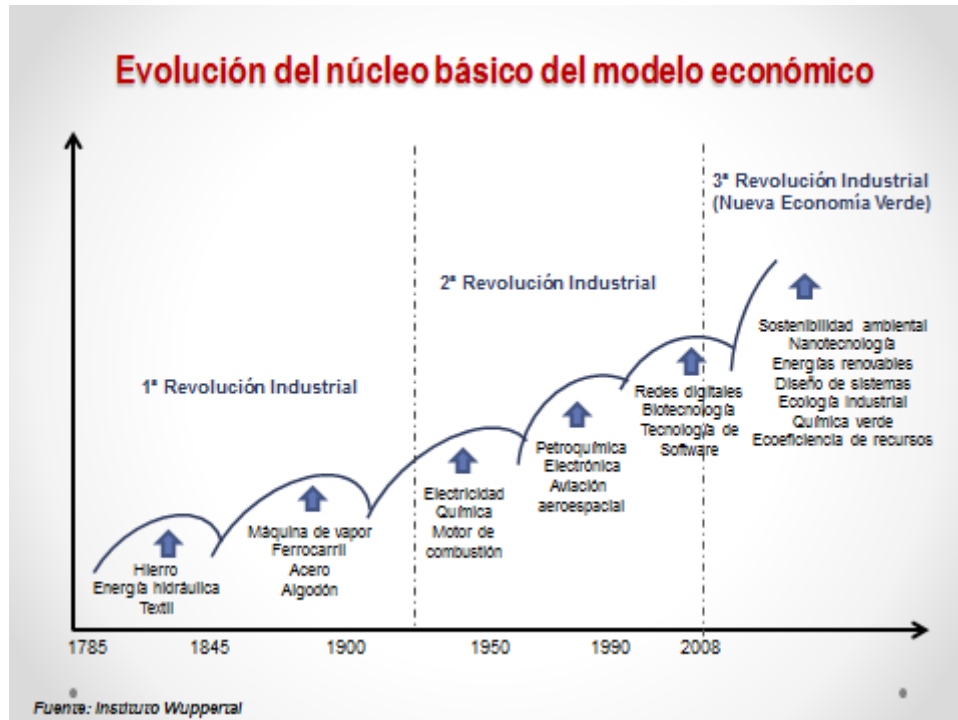 Evolución del núcleo básico del modelo económico
3ª Revolución Industrial
(Nueva Economía Verde)
2ª Revolución Industrial
1ª Revolución Industrial
Hierro
Energía hidráulica
Textil
Máquina de vapor
Ferrocarril
Acero
Algodón
Electricidad
Química
Motor de
combustión
Petroquímica
Electrónica
Aviación
aeroespacial
Redes digitales
Biotecnología
Tecnología de
Software
Sostenibilidad ambiental
Nanotecnología
Energías renovables
Diseño de sistemas
Ecología industrial
Química verde
Ecoeficiencia de recursos
1785
1845
1900
1950
1990
2008
Fuente: Instituto Wuppertal